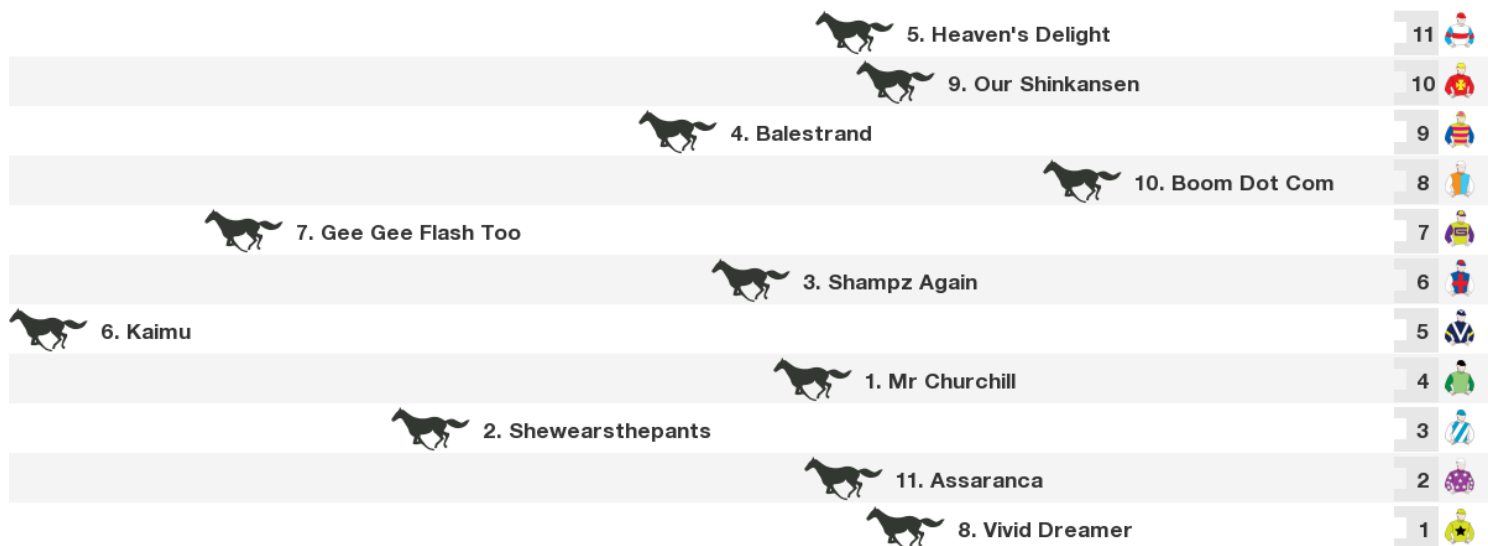 5. Heaven's Delight 11
9. Our Shinkansen 10
4. Balestrand 9
10. Boom Dot Com 8
7. Gee Gee Flash Too 7
3. Shampz Again 6
6. Kaimu 5
1. Mr Churchill 4
2. Shewearsthepants 3
11. Assaranca 2
8. Vivid Dreamer 1